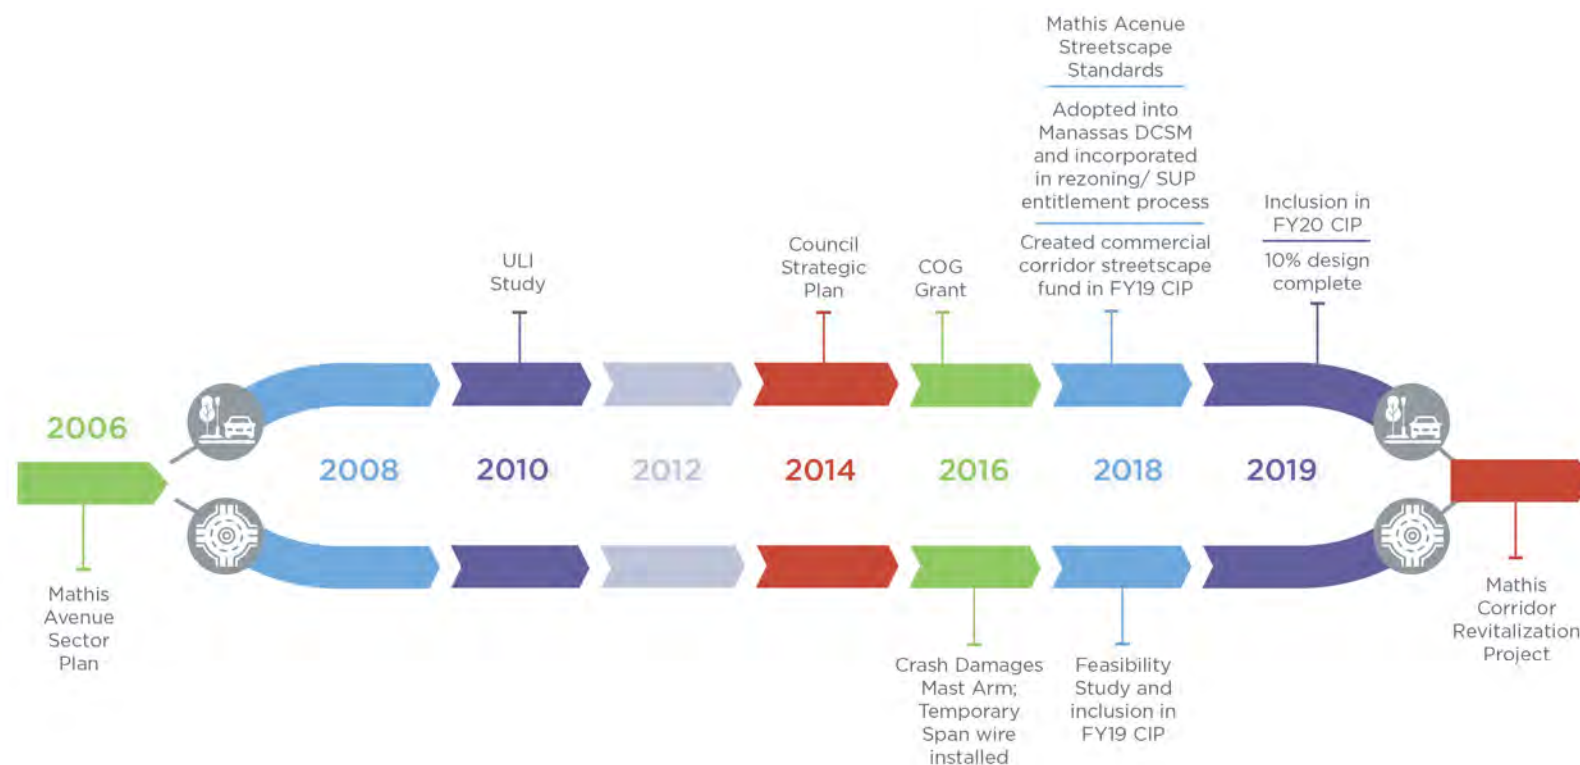 Mathis Acenue
Streetscape
Standards
Adopted into
Manassas DCSM
and incorporated
in rezoning/ SUP
entitlement process
Created commercial
corridor streetscape
fund in FY19 CIP
Inclusion in
FY20 CIP
10% design
complete
ULI
Study
Council
Strategic
Plan
COG
Grant
2006
2008
2010
2012
2014
2016
2018
2019
Mathis
Avenue
Sector
Plan
Crash Damages
Mast Arm;
Temporary
Span wire
installed
Feasibility
Study and
inclusion in
FY19 CIP
Mathis
Corridor
Revitalization
Project